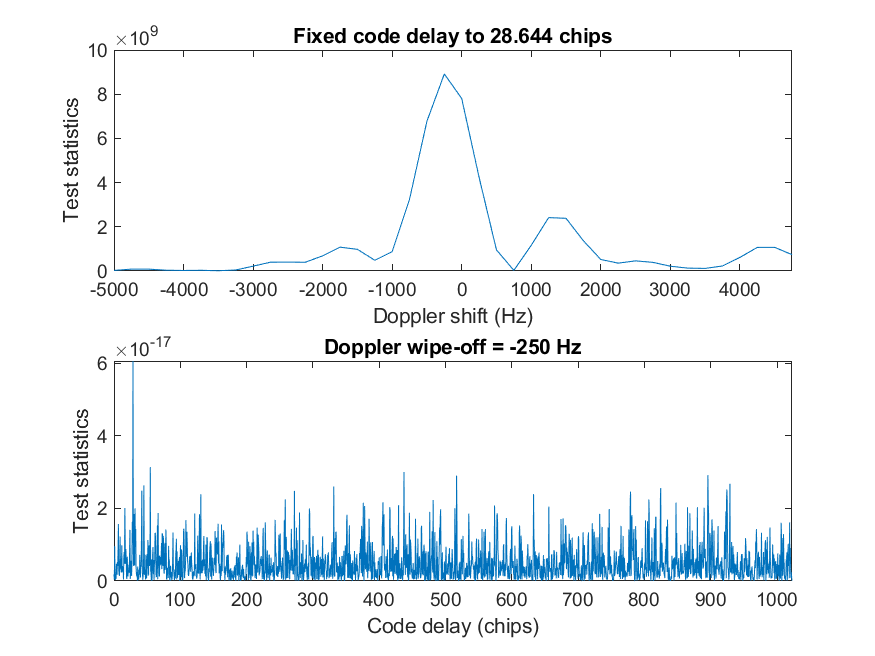 ×10^9
Fixed code delay to 28.644 chips
10
8
6
4
2
0
Test statistics
-5000 -4000 -3000 -2000 -1000 0 1000 2000 3000 4000
Doppler shift (Hz)
×10^-17
Doppler wipe-off = -250 Hz
6
4
2
0
Test statistics
0 100 200 300 400 500 600 700 800 900 1000
Code delay (chips)